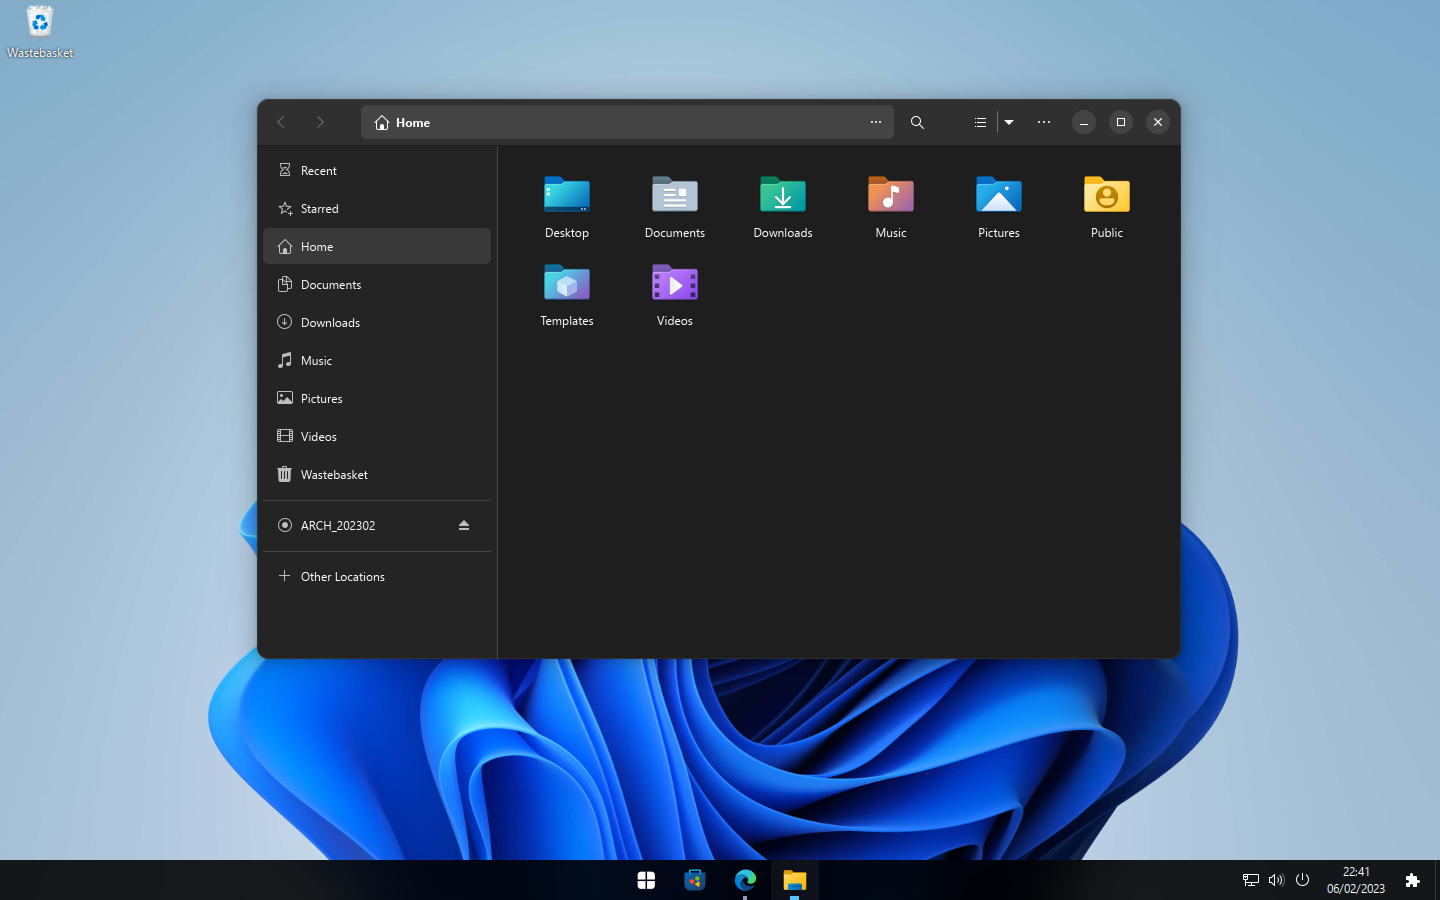 Wastebasket
Home
Recent
Starred
Home
Documents
Downloads
Music
Pictures
Videos
Wastebasket
ARCH_202302
Other Locations
Desktop
Documents
Downloads
Music
Pictures
Public
Templates
Videos
22:41
06/02/2023